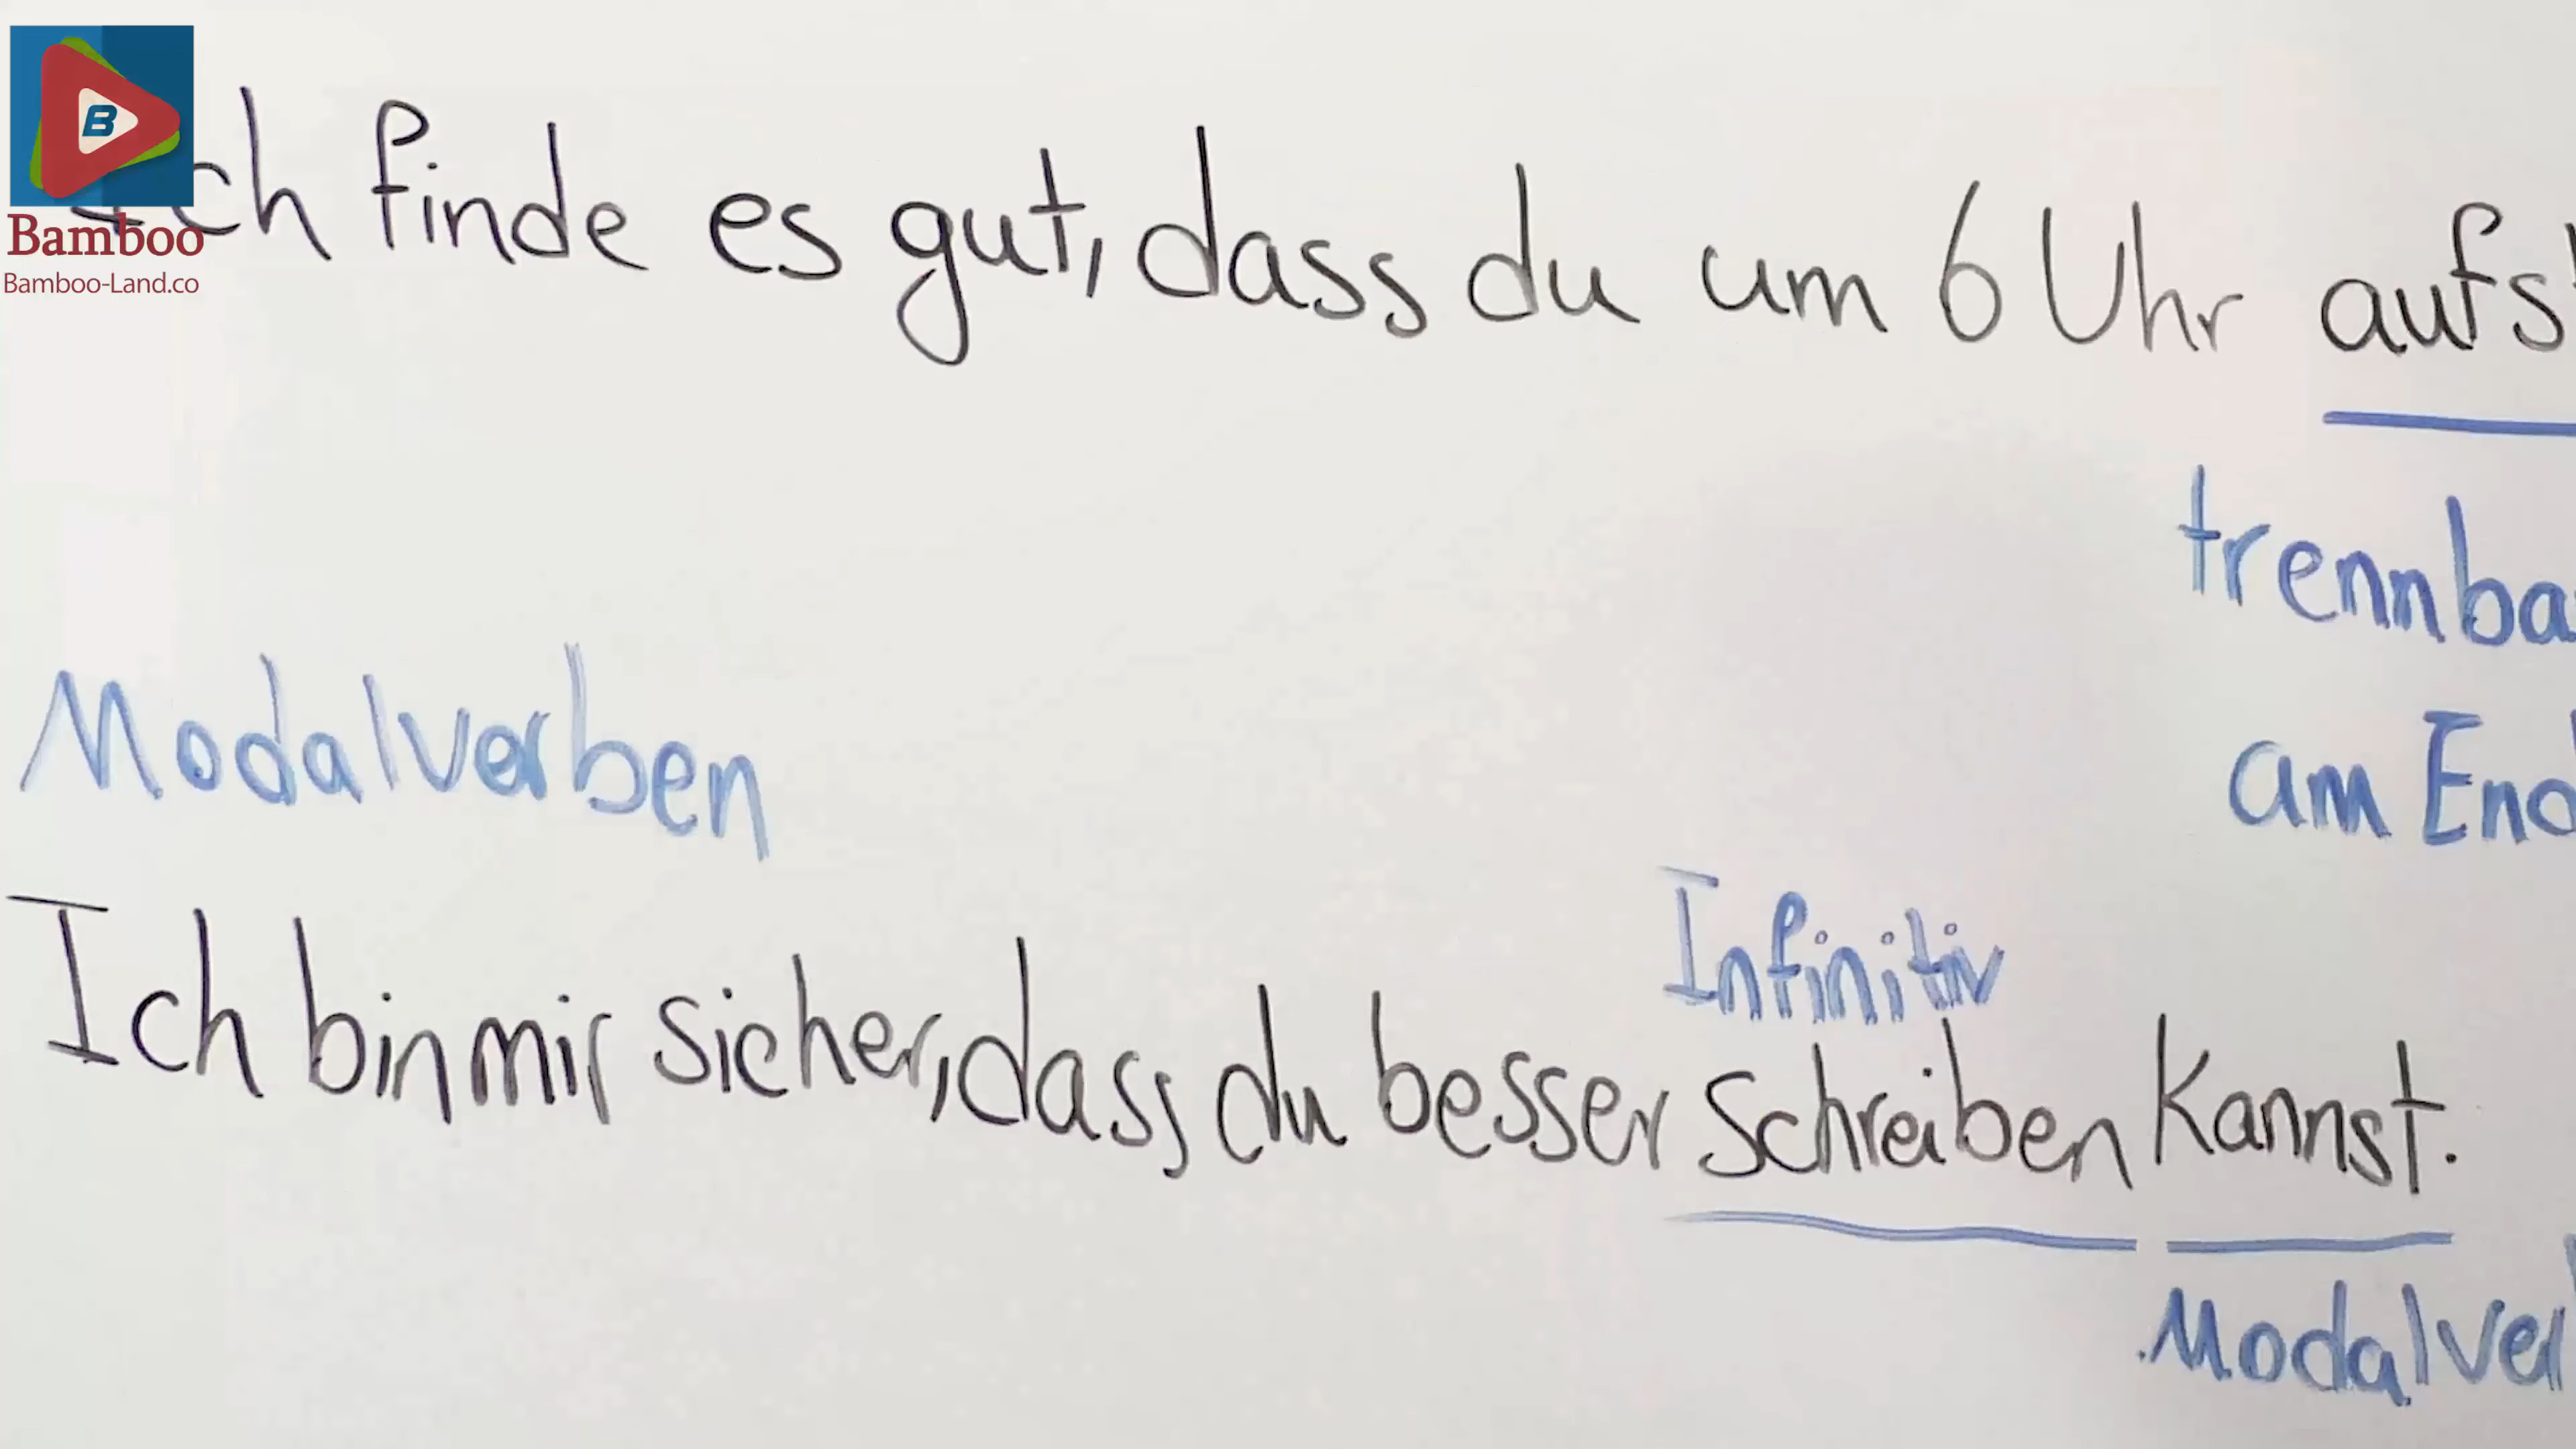 B
Bamboo
Bamboo-Land.co
Ich finde es gut, dass du um 6 Uhr aufs
trennba
am End
Modalverben
Infinitiv
Ich bin mir sicher, dass du besser schreiben kannst.
Modalver